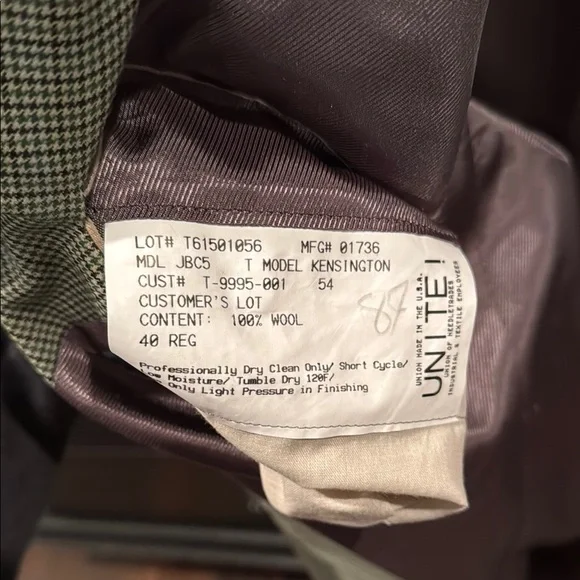 LOT# T61501056 MFG# 01736
MDL JBC5 T MODEL KENSINGTON
CUST# T-9995-001 54
CUSTOMER'S LOT
CONTENT: 100% WOOL
40 REG
Professionally Dry Clean Only/ Short Cycle/
Low Moisture/ Tumble Dry 120F/
Only Light Pressure in Finishing
87
UNITE!
UNION MADE IN THE U.S.A.
UNION OF NEEDLETRADES
INDUSTRIAL & TEXTILE EMPLOYEES